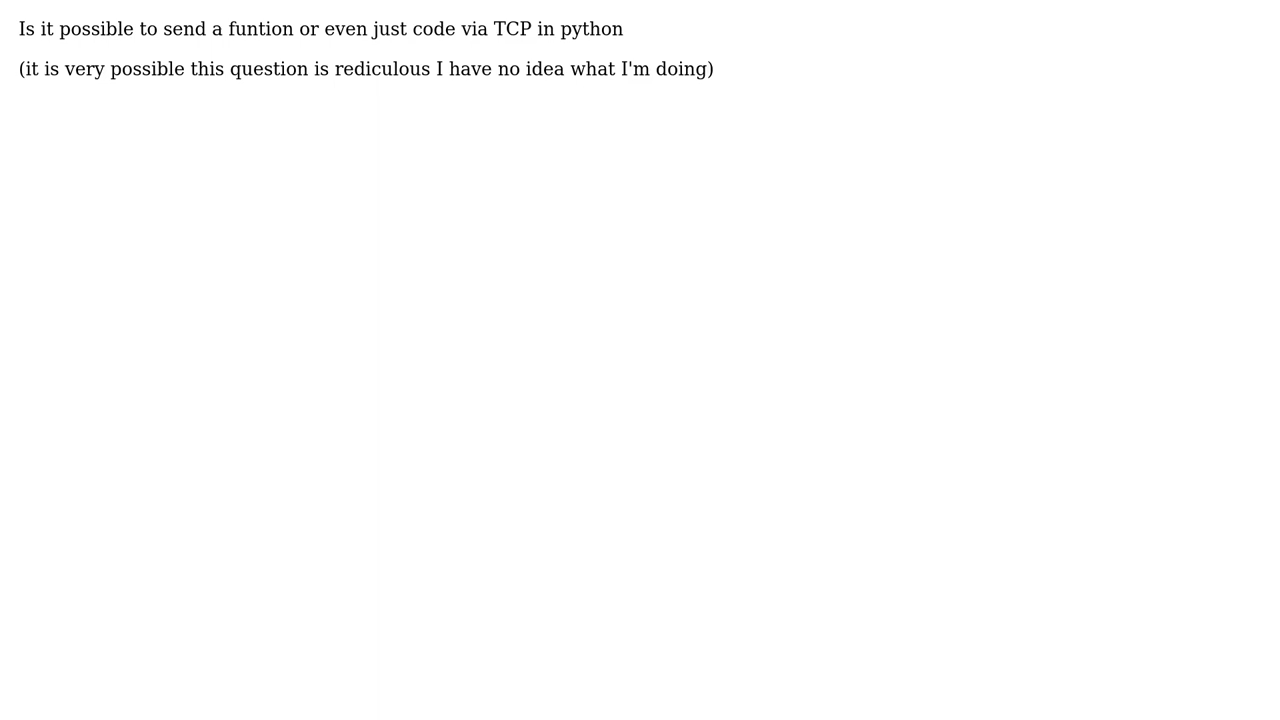 Is it possible to send a funtion or even just code via TCP in python
(it is very possible this question is rediculous I have no idea what I'm doing)